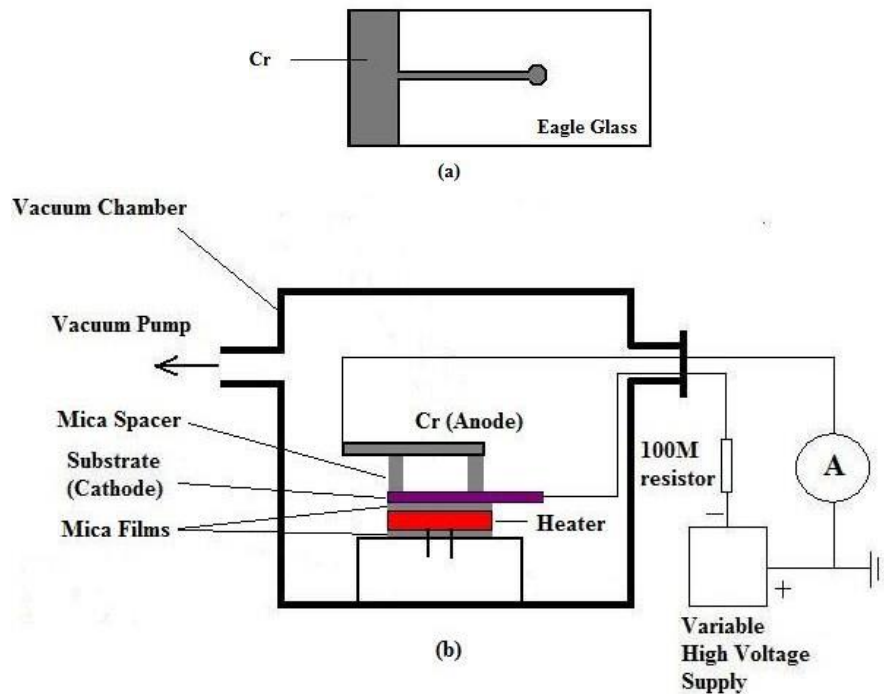 Cr
Eagle Glass
(a)
Vacuum Chamber
Vacuum Pump
Mica Spacer
Cr (Anode)
Substrate
(Cathode)
100M
resistor
A
Mica Films
Heater
−
+
(b)
Variable
High Voltage
Supply